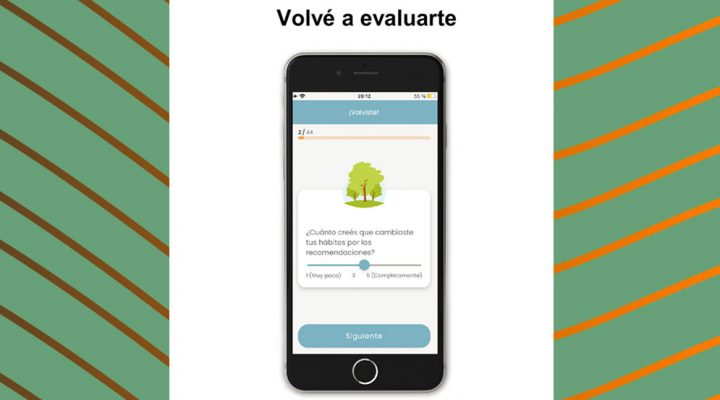 Volvé a evaluarte
20:12
55 %
¡Volviste!
2 / 44
¿Cuánto creés que cambiaste
tus hábitos por las
recomendaciones?
1 (Muy poco) 3 5 (Completamente)
Siguiente